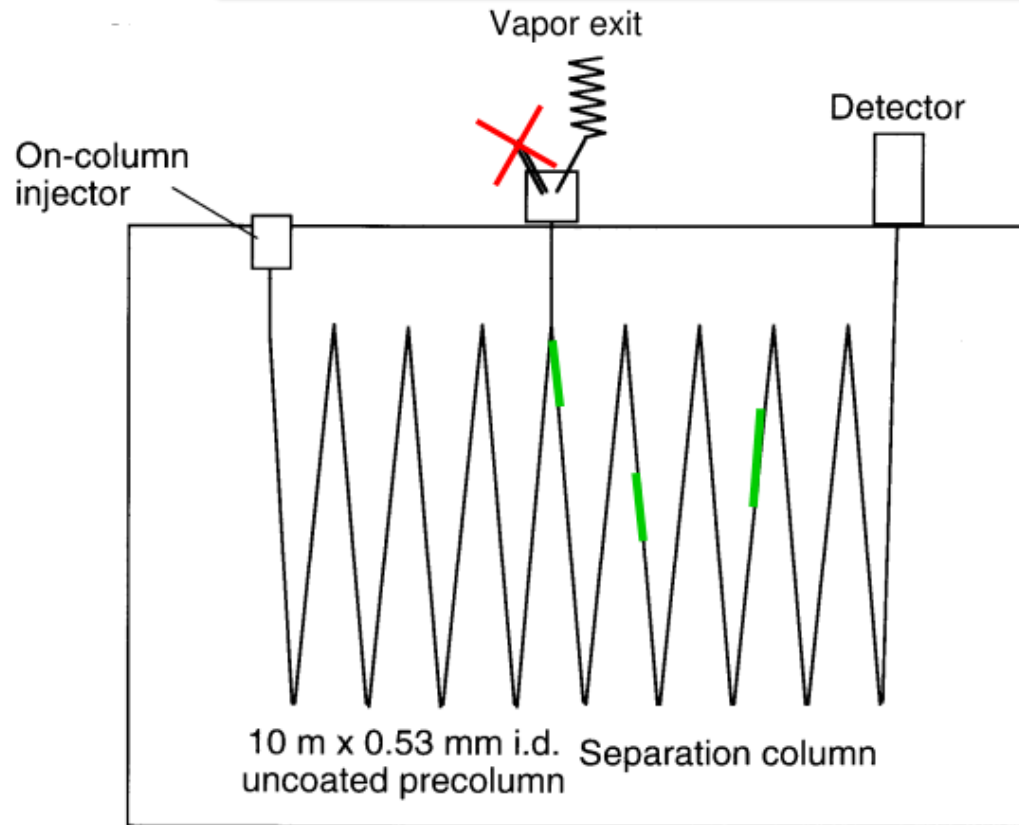 Vapor exit
Detector
On-column
injector
10 m x 0.53 mm i.d.
uncoated precolumn
Separation column